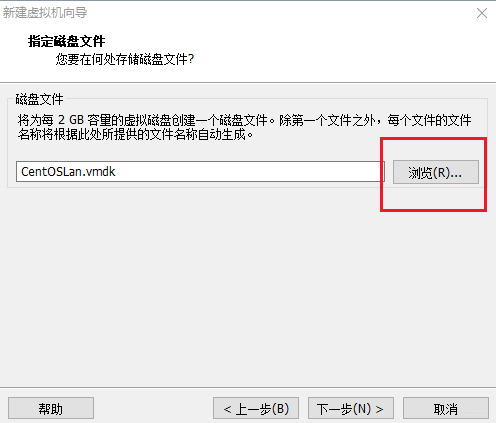 新建虚拟机向导
指定磁盘文件
您要在何处存储磁盘文件?
磁盘文件
将为每 2 GB 容量的虚拟磁盘创建一个磁盘文件。除第一个文件之外，每个文件的文件
名称将根据此处所提供的文件名称自动生成。
CentOSLan.vmdk
浏览(R)...
帮助
< 上一步(B)
下一步(N) >
取消